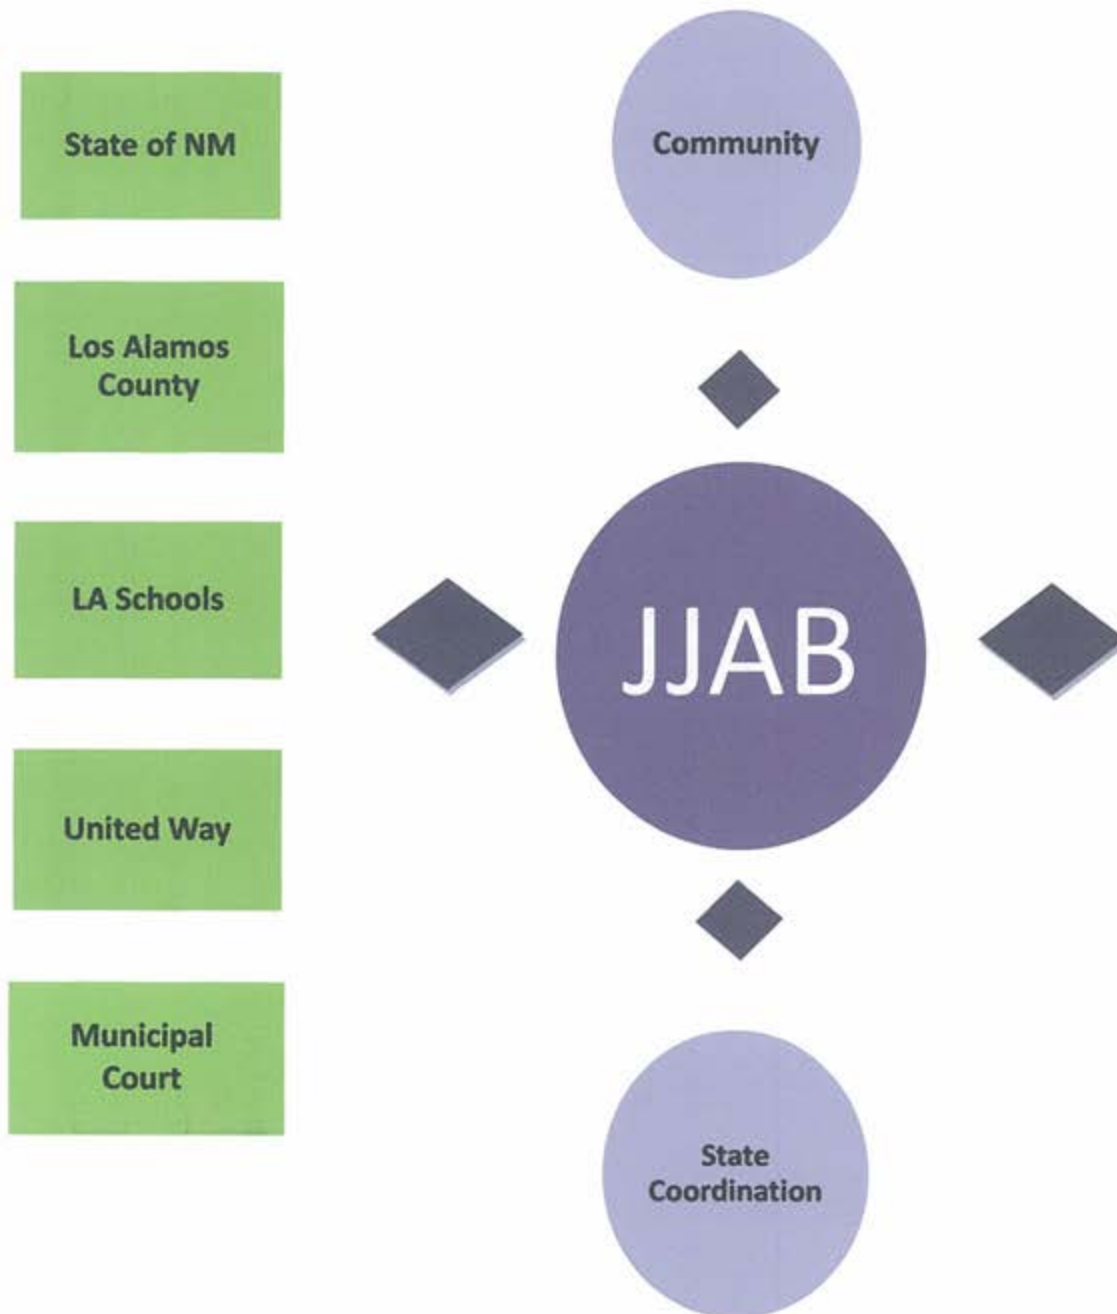 State of NM
Community
Los Alamos
County
LA Schools
JJAB
United Way
Municipal
Court
State
Coordination